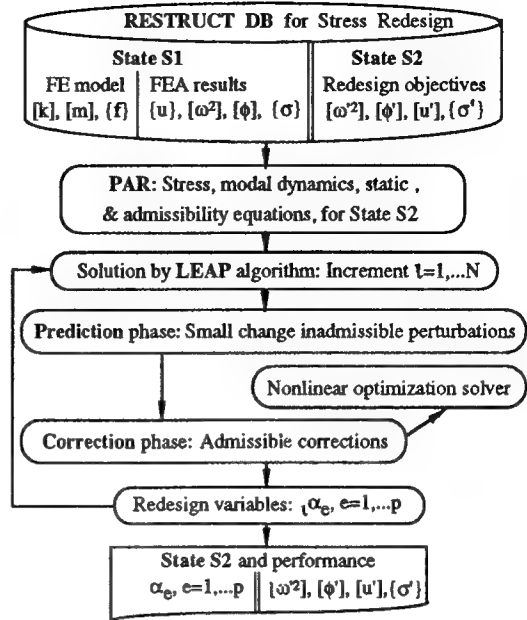 RESTRUCT DB for Stress Redesign
State S1
State S2
FE model
FEA results
Redesign objectives
[k], [m], {f}
{u}, [ω²], [ϕ], {σ}
[ω'²], [ϕ'], [u'], {σ'}
PAR: Stress, modal dynamics, static ,
& admissibility equations, for State S2
Solution by LEAP algorithm: Increment l=1,...N
Prediction phase: Small change inadmissible perturbations
Nonlinear optimization solver
Correction phase: Admissible corrections
Redesign variables: ₗαₑ, e=1,...p
State S2 and performance
αₑ, e=1,...p
[ω'²], [ϕ'], [u'],{σ'}